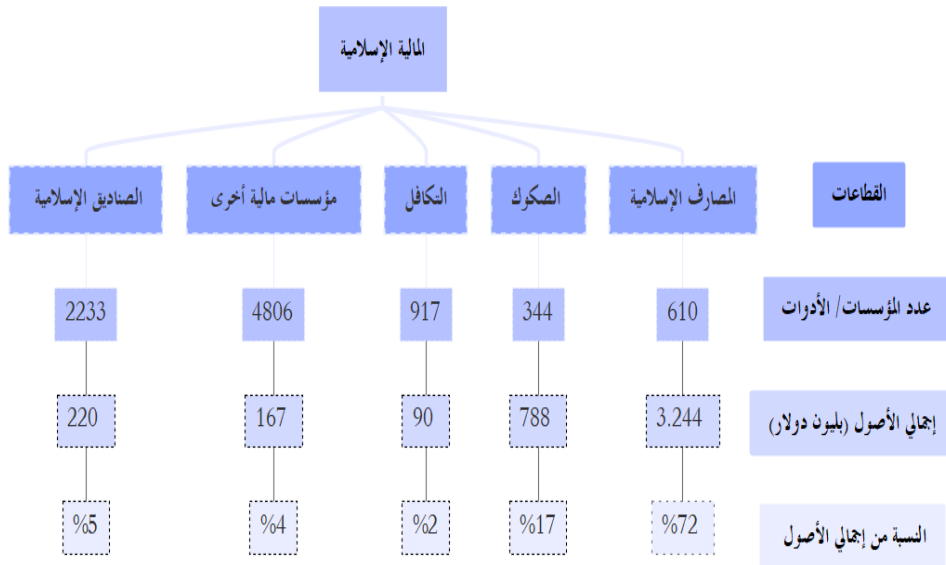 المالية الإسلامية
القطاعات
المصارف الإسلامية
الصكوك
التكافل
مؤسسات مالية أخرى
الصناديق الإسلامية
عدد المؤسسات/ الأدوات
610
344
917
4806
2233
إجمالي الأصول (بليون دولار)
3.244
788
90
167
220
النسبة من إجمالي الأصول
%72
%17
%2
%4
%5